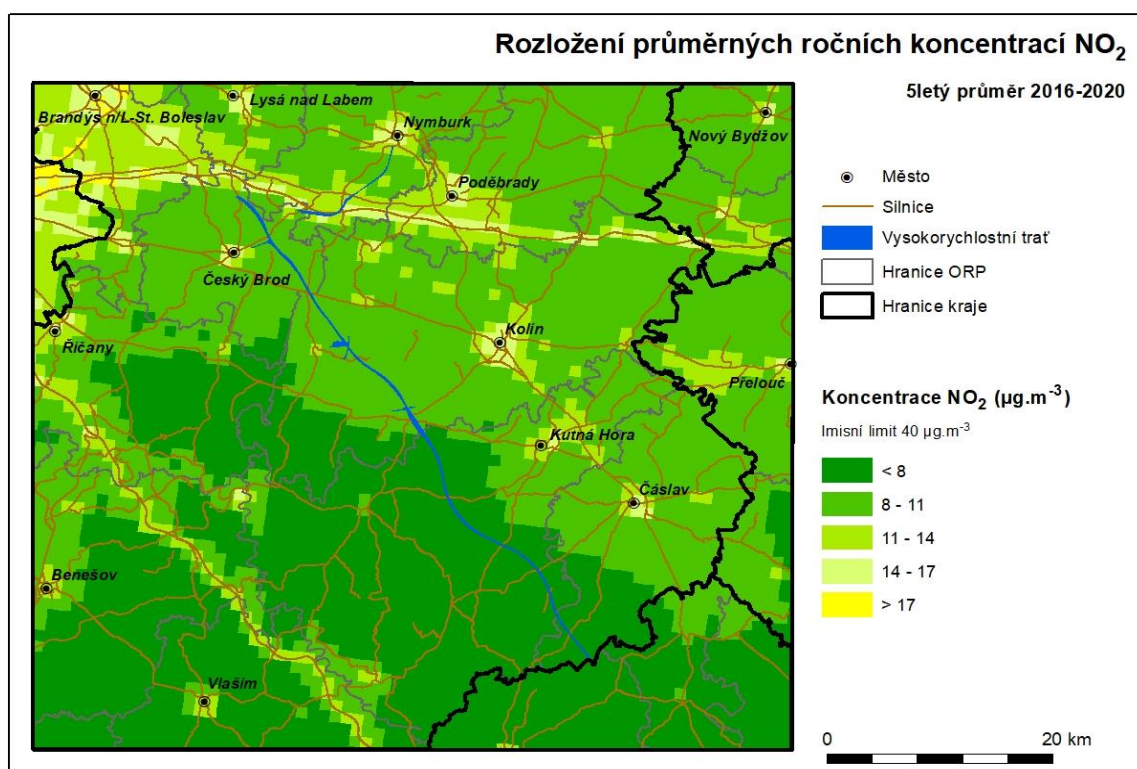 Rozložení průměrných ročních koncentrací NO₂
5letý průměr 2016-2020
Brandýs n/L-St. Boleslav
Lysá nad Labem
Nymburk
Nový Bydžov
Poděbrady
Český Brod
Kolín
Říčany
Přelouč
Kutná Hora
Čáslav
Benešov
Vlašim
Město
Silnice
Vysokorychlostní trať
Hranice ORP
Hranice kraje
Koncentrace NO₂ (µg.m⁻³)
Imisní limit 40 µg.m⁻³
< 8
8 - 11
11 - 14
14 - 17
> 17
0 20 km